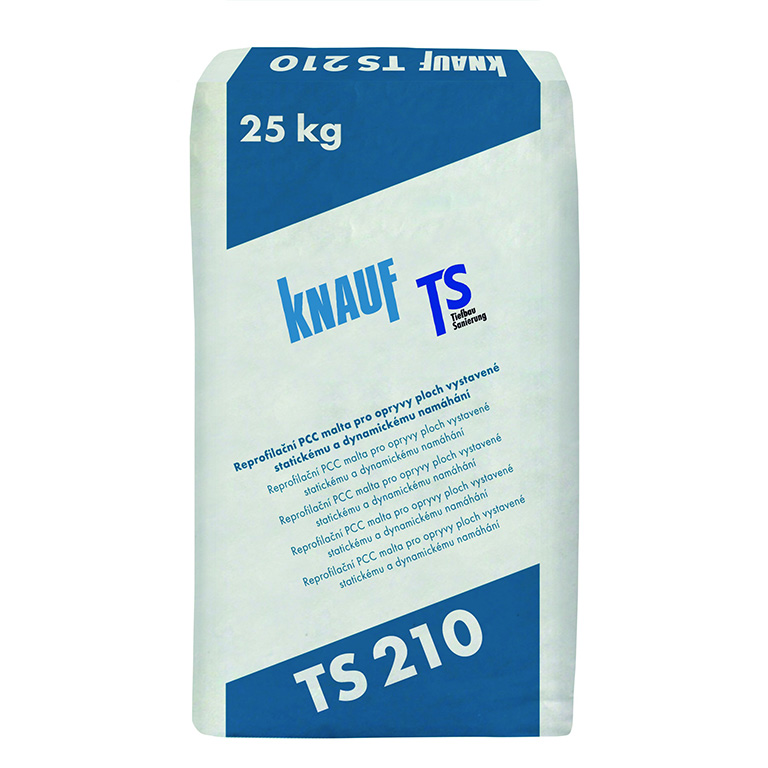 KNAUF TS 210
25 kg
KNAUF TS
Tiefbau
Sanierung
Reprofilační PCC malta pro opryvy ploch vystavené
statickému a dynamickému namáhání
Reprofilační PCC malta pro opryvy ploch vystavené
statickému a dynamickému namáhání
Reprofilační PCC malta pro opryvy ploch vystavené
statickému a dynamickému namáhání
Reprofilační PCC malta pro opryvy ploch vystavené
statickému a dynamickému namáhání
Reprofilační PCC malta pro opryvy ploch vystavené
statickému a dynamickému namáhání
TS 210